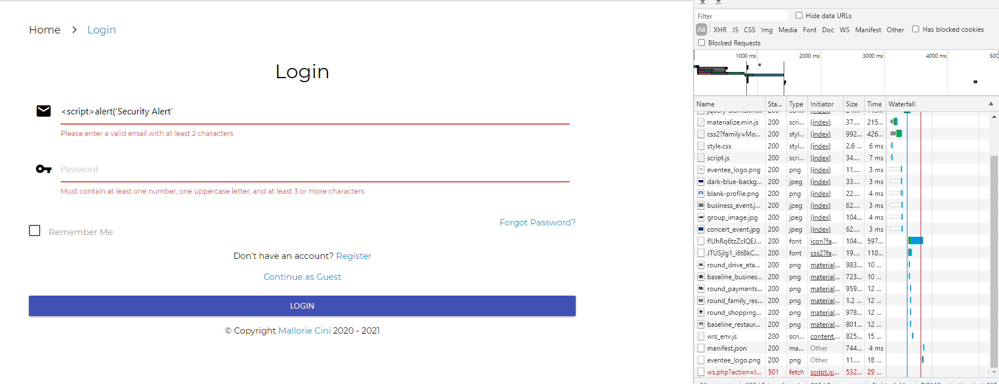 Home > Login
Login
<script>alert('Security Alert'
Please enter a valid email with at least 2 characters
Password
Must contain at least one number, one uppercase letter, and at least 3 or more characters
Forgot Password?
Remember Me
Don't have an account? Register
Continue as Guest
LOGIN
© Copyright Mallorie Cini 2020 - 2021
Filter
Hide data URLs
All XHR JS CSS Img Media Font Doc WS Manifest Other Has blocked cookies
Blocked Requests
1000 ms 2000 ms 3000 ms 4000 ms 500
Name Sta... Type Initiator Size Time Waterfall
materialize.min.js 200 scri... (index) 37.... 215...
css2?family=Mo... 200 styl... (index) 992... 426...
style.css 200 styl... (index) 2.6 ... 6 ms
script.js 200 scri... (index) 34.... 7 ms
eventee_logo.png 200 png (index) 11.... 3 ms
dark-blue-backg... 200 jpeg (index) 33.... 3 ms
blank-profile.png 200 png (index) 22.... 4 ms
business_event.j... 200 jpeg (index) 62.... 3 ms
group_image.jpg 200 jpeg (index) 104... 4 ms
concert_event.jpg 200 jpeg (index) 62.... 3 ms
200 font icon?fa... 104... 597...
JTUSjIg1_i6t8kC... 200 font css2?fa... 19.... 110...
round_drive_eta... 200 png material... 983... 10 ...
baseline_busines... 200 png material... 723... 10 ...
round_payments... 200 png material... 959... 12 ...
round_family_res... 200 png material... 1.2 ... 12 ...
round_shopping... 200 png material... 978... 12 ...
baseline_restaur... 200 png material... 801... 12 ...
wrs_env.js 200 scri... content.... 825... 15 ...
manifest.json 200 ma... Other 744... 4 ms
eventee_logo.png 200 png Other 11.... 18 ...
ws.php?action=l... 501 fetch script.js:... 532... 29 ...